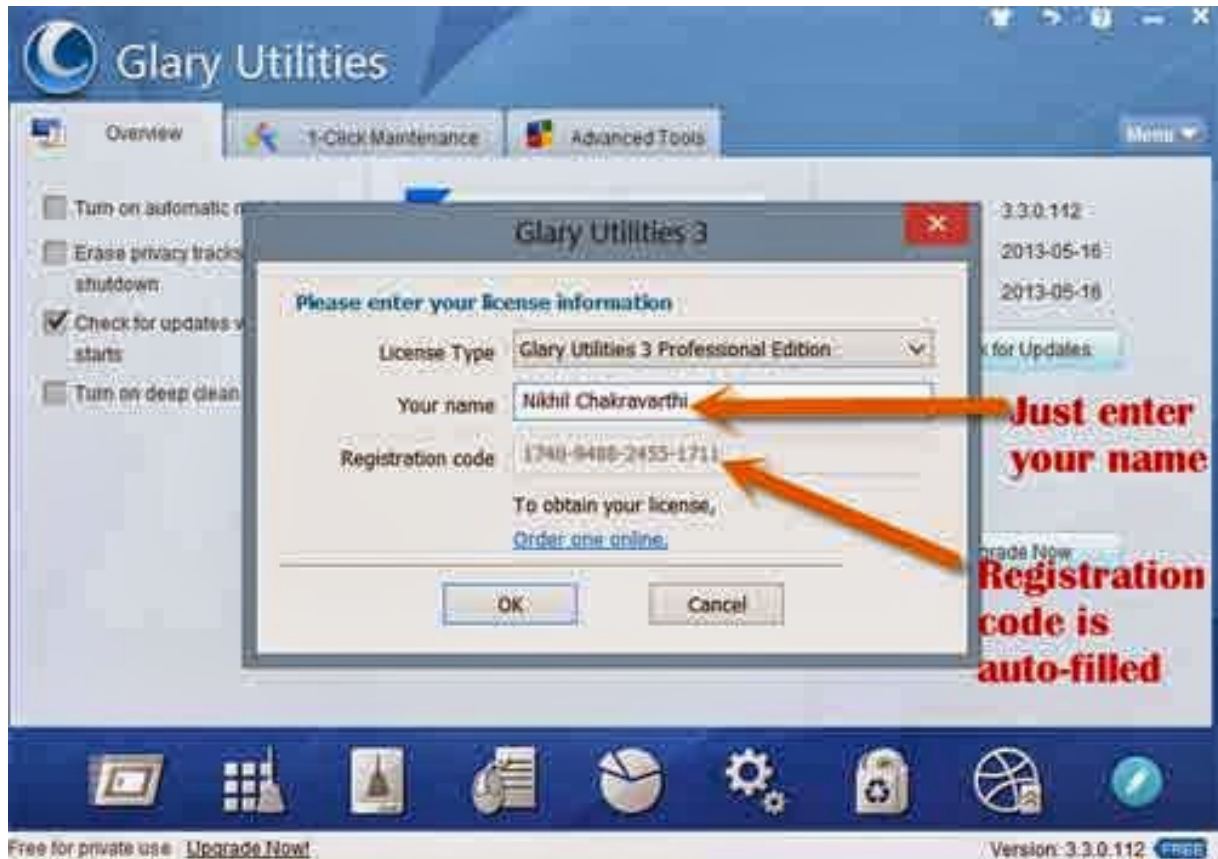 Glary Utilities
Overview
1-Click Maintenance
Advanced Tools
Menu
Turn on automatic
Erase privacy tracks
shutdown
Check for updates
starts
Turn on deep clean
3.3.0.112
2013-05-16
2013-05-16
for Updates
Glary Utilities 3
Please enter your license information
License Type
Glary Utilities 3 Professional Edition
Your name
Nikhil Chakravarthi
Registration code
1740-9488-2455-1711
To obtain your license,
Order one online.
OK
Cancel
Just enter
your name
Now
Registration
code is
auto-filled
Free for private use
Upgrade Now!
Version: 3.3.0.112
FREE